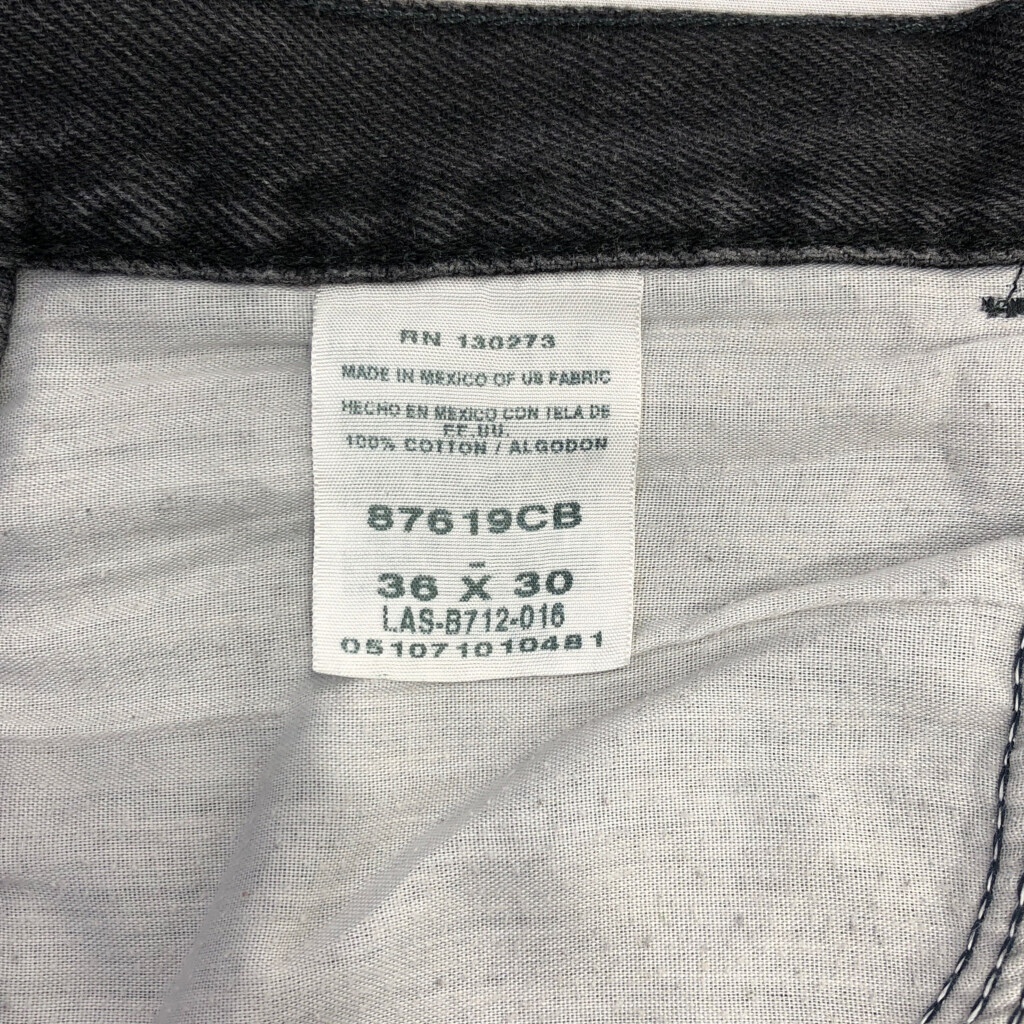 RN 130273
MADE IN MEXICO OF US FABRIC
HECHO EN MEXICO CON TELA DE
EE.UU.
100% COTTON / ALGODON
87619CB
36 X 30
LAS-B712-016
051071010481